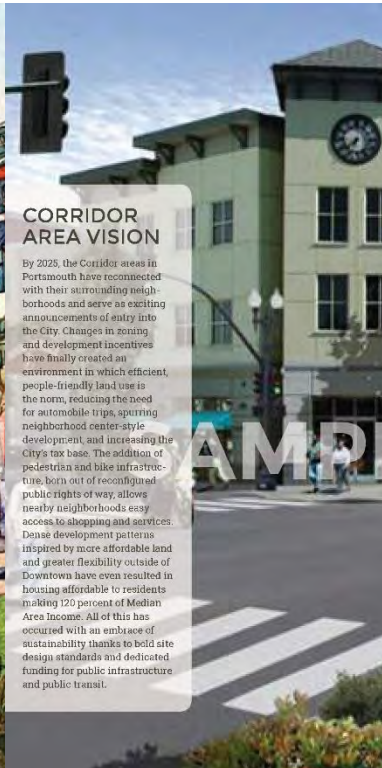 CORRIDOR
AREA VISION
By 2025, the Corridor areas in
Portsmouth have reconnected
with their surrounding neigh-
borhoods and serve as exciting
announcements of entry into
the City. Changes in zoning
and development incentives
have finally created an
environment in which efficient,
people-friendly land use is
the norm, reducing the need
for automobile trips, spurring
neighborhood center-style
development, and increasing the
City's tax base. The addition of
pedestrian and bike infrastruc-
ture, born out of reconfigured
public rights of way, allows
nearby neighborhoods easy
access to shopping and services.
Dense development patterns
inspired by more affordable land
and greater flexibility outside of
Downtown have even resulted in
housing affordable to residents
making 120 percent of Median
Area Income. All of this has
occurred with an embrace of
sustainability thanks to bold site
design standards and dedicated
funding for public infrastructure
and public transit.
SAMP